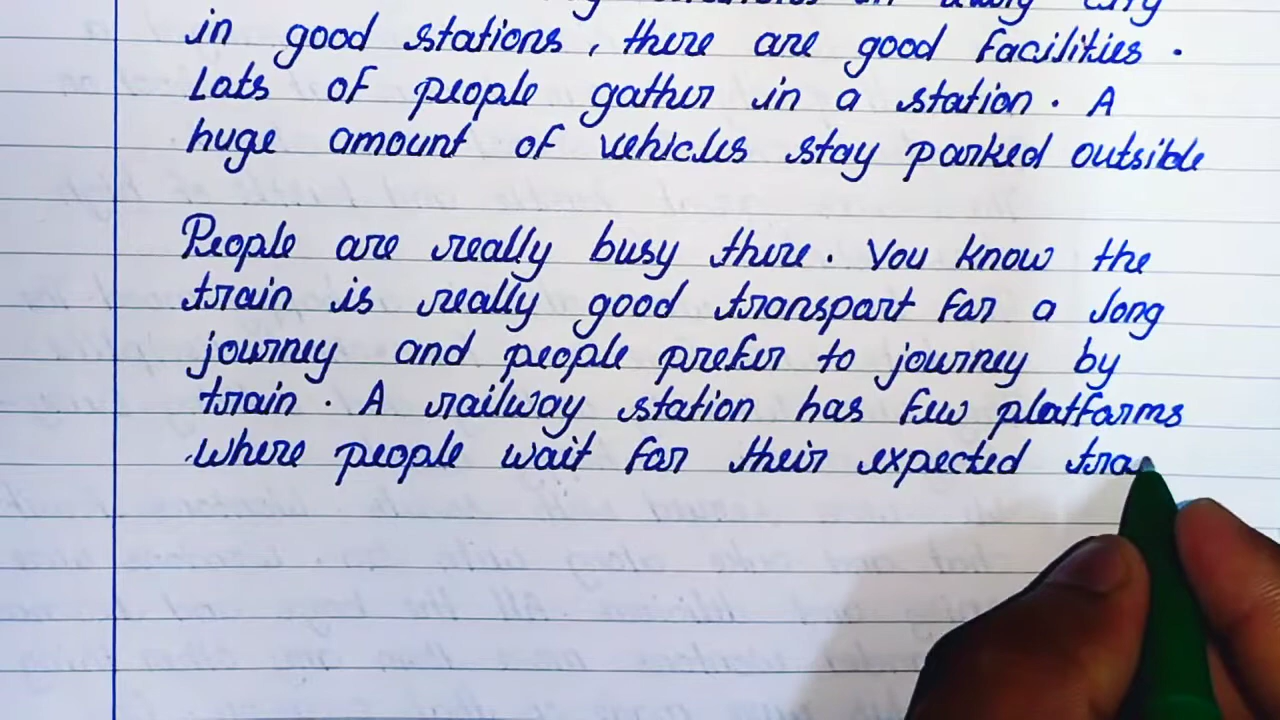 in good stations, there are good facilities.
Lats of people gather in a station. A
huge amount of vehicles stay parked outsible
People are really busy there. You know the
train is really good transport for a long
journey and people prefer to journey by
train. A railway station has few platforms
where people wait for their expected tra